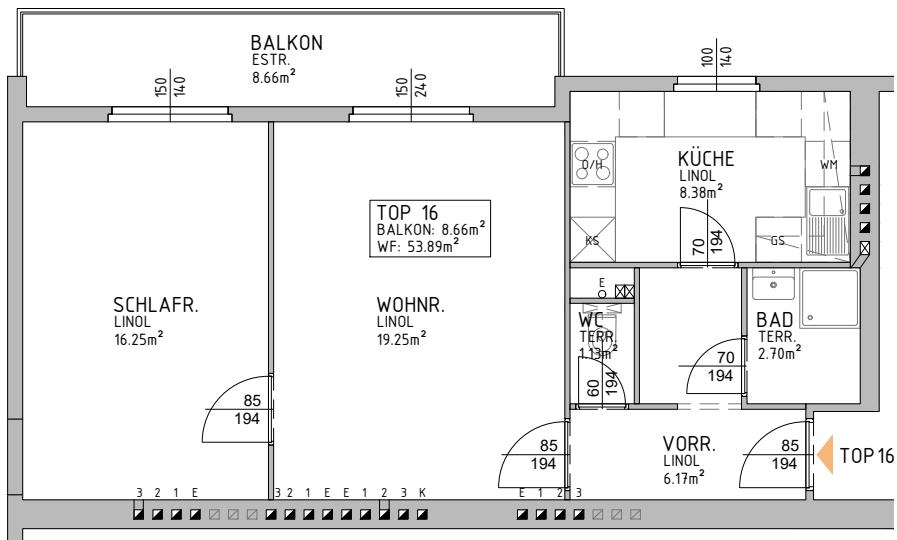 BALKON
ESTR.
8.66m²
150
140
150
240
100
140
D/H
KÜCHE
LINOL
8.38m²
WM
TOP 16
BALKON: 8.66m²
WF: 53.89m²
KS
70
194
GS
E
SCHLAFR.
LINOL
16.25m²
WOHNR.
LINOL
19.25m²
WC
TERR.
1.13m²
60
194
BAD
TERR.
2.70m²
70
194
85
194
85
194
VORR.
LINOL
6.17m²
85
194
TOP 16
3 2 1 E 3 2 1 E E 1 2 3 K E 1 2 3